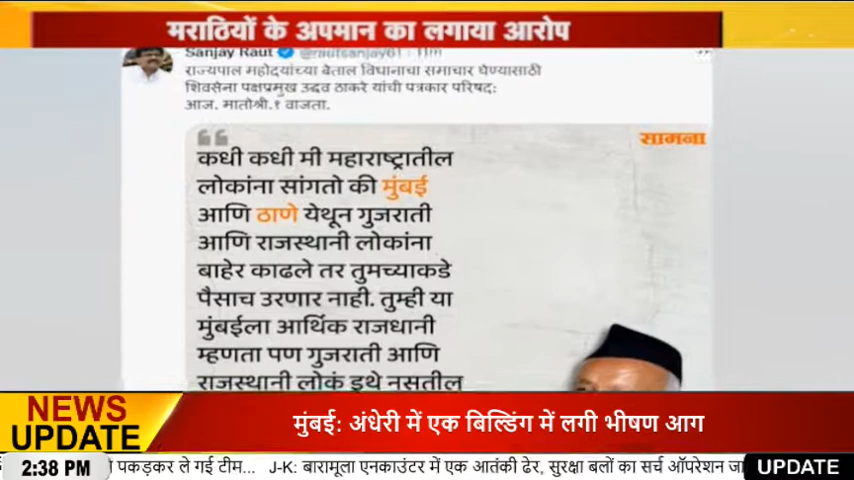 मराठियों के अपमान का लगाया आरोप
Sanjay Raut @rautsanjay61 · 11m
राज्यपाल महोदयांच्या बेताल विधानाचा समाचार घेण्यासाठी
शिवसेना पक्षप्रमुख उद्धव ठाकरे यांची पत्रकार परिषद:
आज. मातोश्री.१ वाजता.
सामना
कधी कधी मी महाराष्ट्रातील
लोकांना सांगतो की मुंबई
आणि ठाणे येथून गुजराती
आणि राजस्थानी लोकांना
बाहेर काढले तर तुमच्याकडे
पैसाच उरणार नाही. तुम्ही या
मुंबईला आर्थिक राजधानी
म्हणता पण गुजराती आणि
राजस्थानी लोकं इथे नसतील
NEWS
UPDATE
मुंबई: अंधेरी में एक बिल्डिंग में लगी भीषण आग
2:38 PM
पकड़कर ले गई टीम... J-K: बारामूला एनकाउंटर में एक आतंकी ढेर, सुरक्षा बलों का सर्च ऑपरेशन
UPDATE